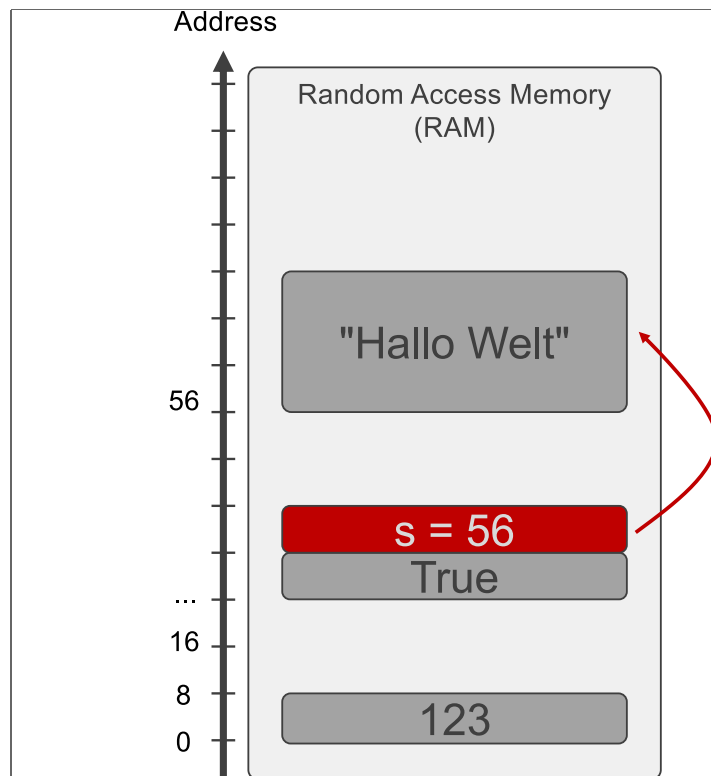 Address
Random Access Memory
(RAM)
"Hallo Welt"
56
s = 56
True
...
16
8
123
0